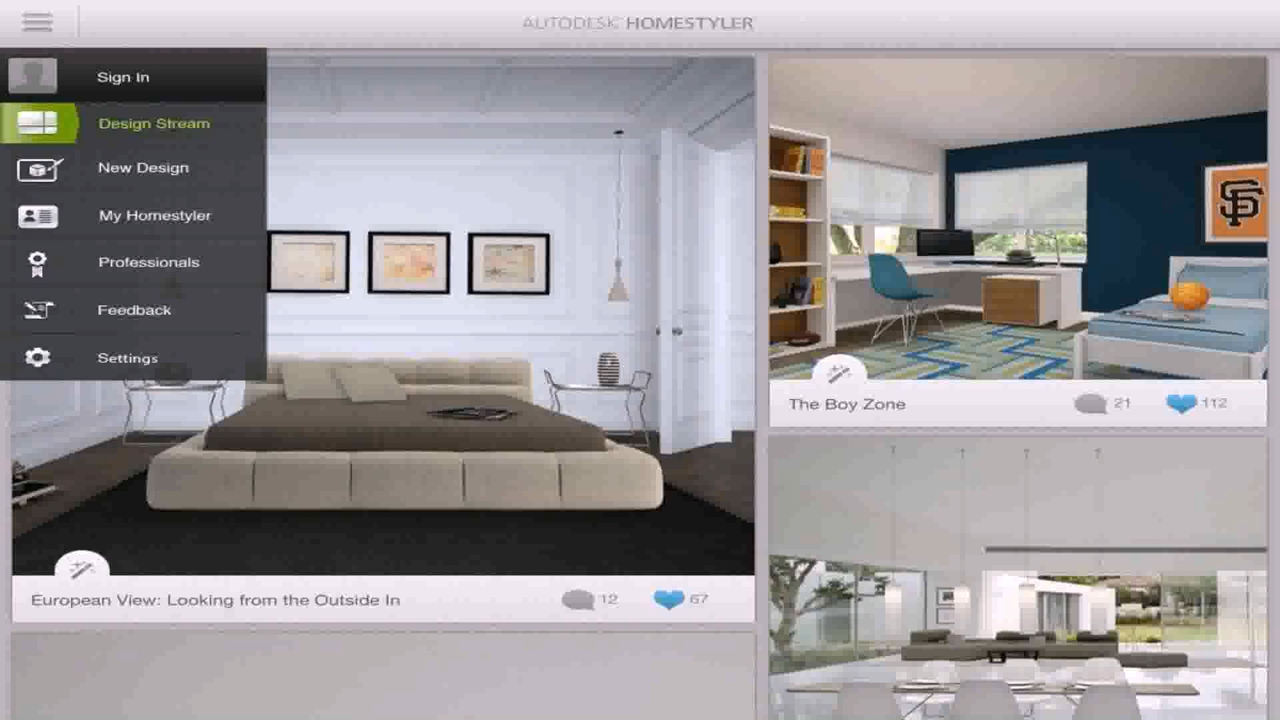 AUTODESK HOMESTYLER
Sign In
Design Stream
New Design
My Homestyler
Professionals
Feedback
Settings
SF
The Boy Zone
21
112
European View: Looking from the Outside In
12
67